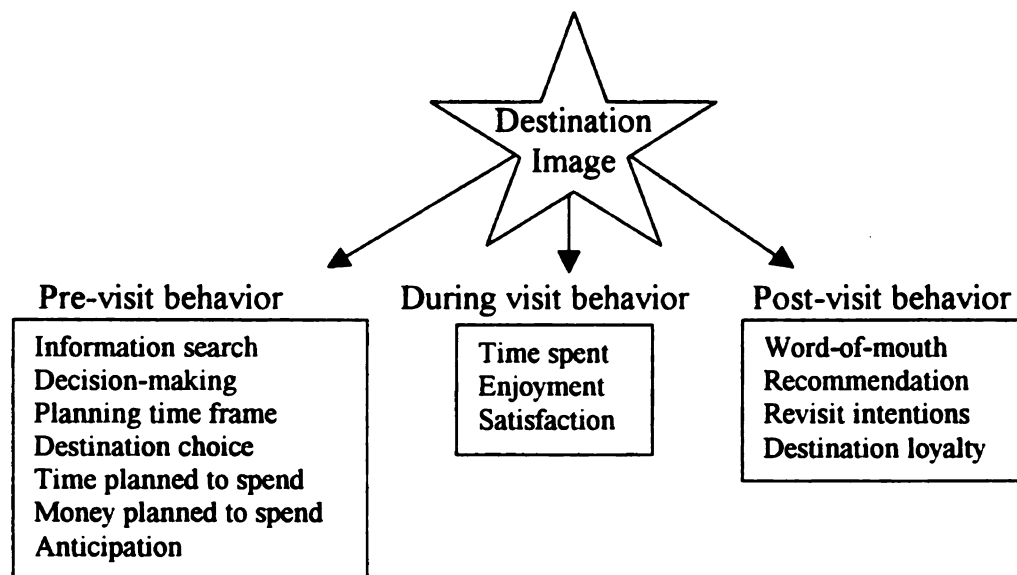 Destination
Image
Pre-visit behavior
Information search
Decision-making
Planning time frame
Destination choice
Time planned to spend
Money planned to spend
Anticipation
During visit behavior
Time spent
Enjoyment
Satisfaction
Post-visit behavior
Word-of-mouth
Recommendation
Revisit intentions
Destination loyalty